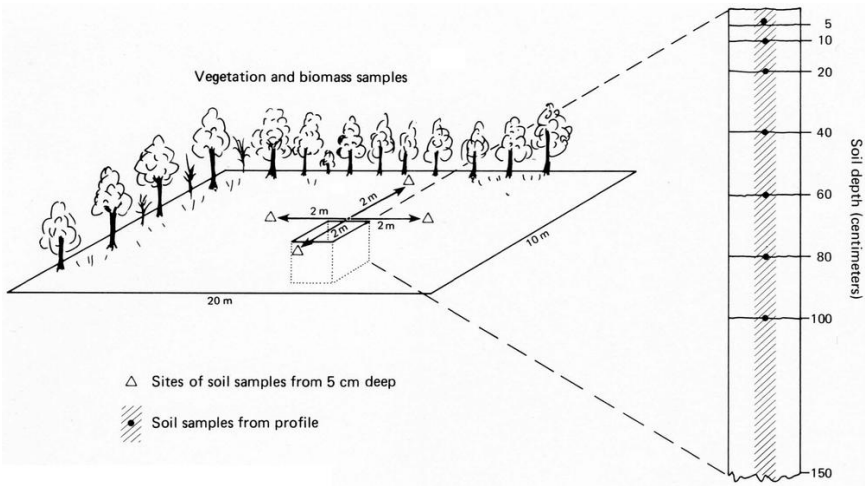 Vegetation and biomass samples
2 m
2 m
2 m
2 m
10 m
20 m
Sites of soil samples from 5 cm deep
Soil samples from profile
5
10
20
40
60
80
100
150
Soil depth (centimeters)